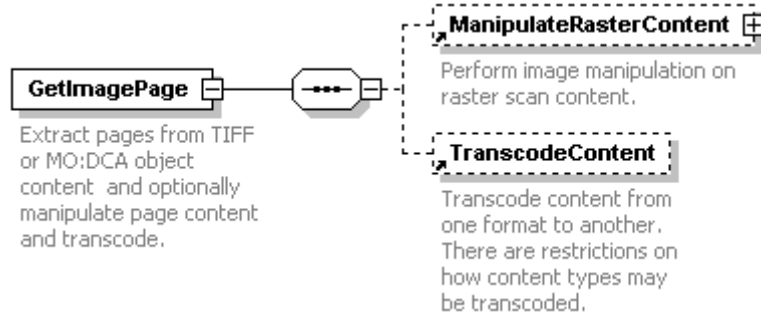 ManipulateRasterContent
Perform image manipulation on
raster scan content.
GetImagePage
Extract pages from TIFF
or MO:DCA object
content and optionally
manipulate page content
and transcode.
TranscodeContent
Transcode content from
one format to another.
There are restrictions on
how content types may
be transcoded.